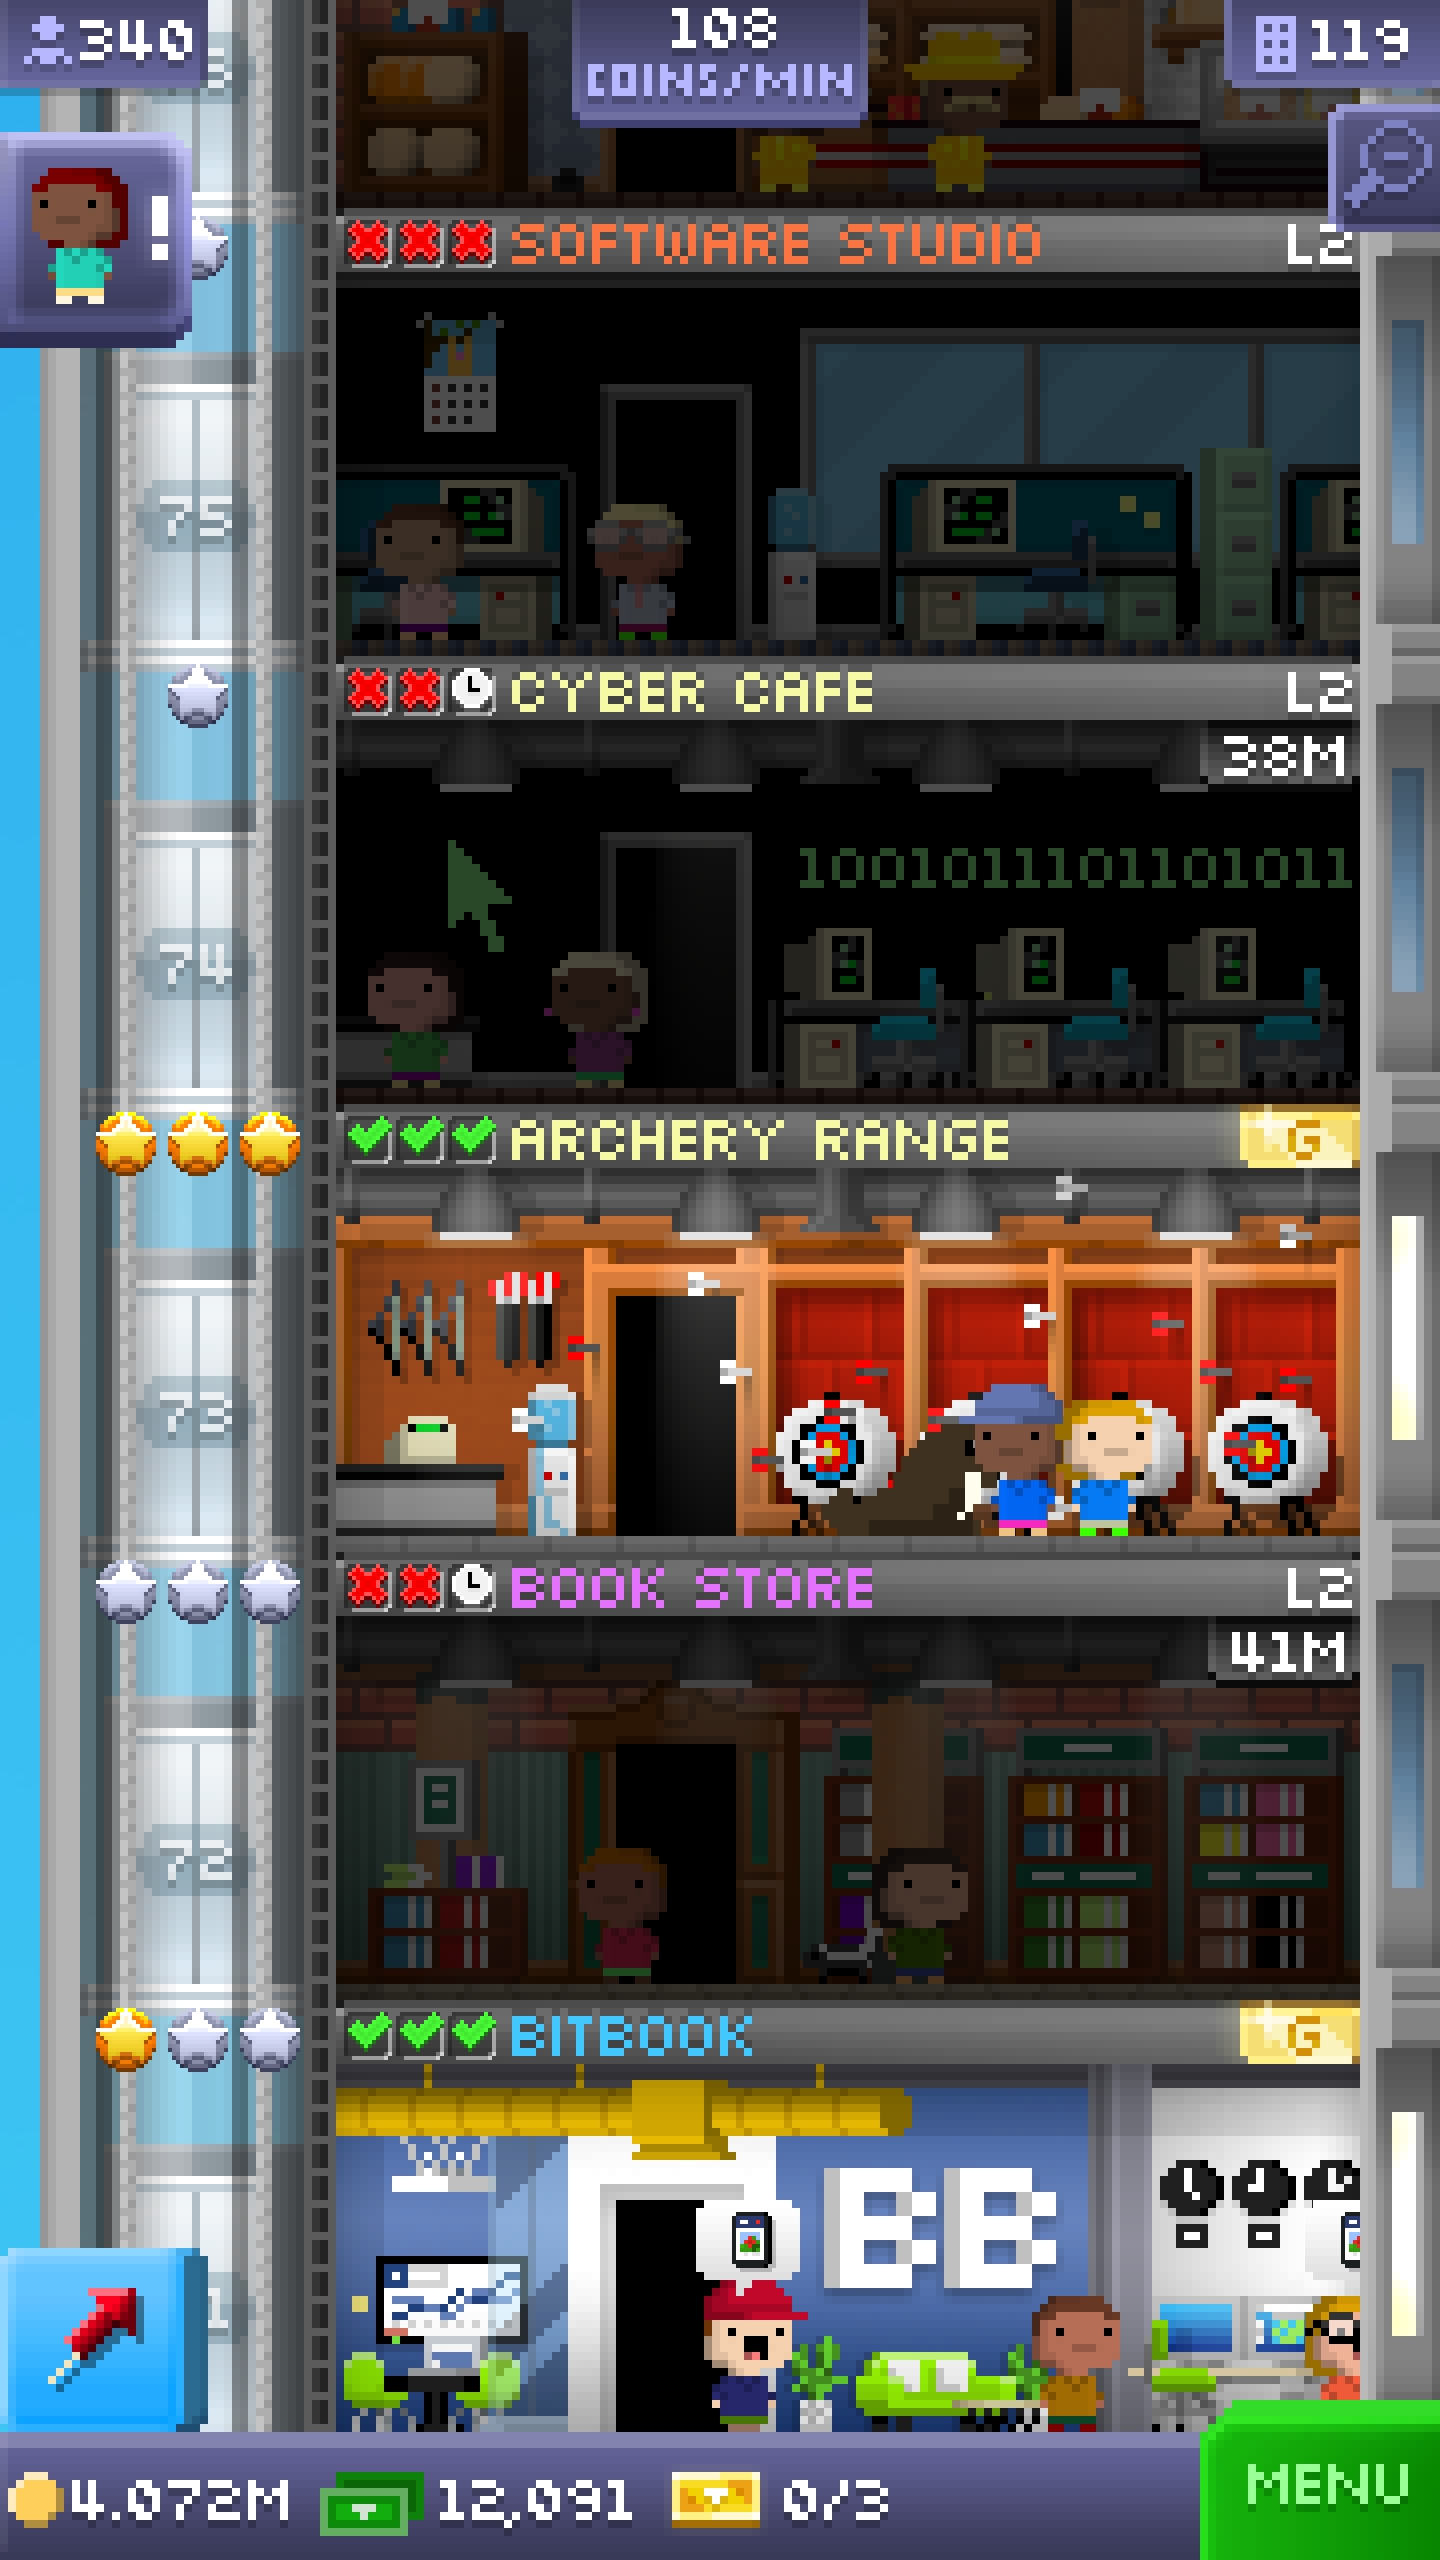 340
108
COINS/MIN
119
!
SOFTWARE STUDIO
L2
75
CYBER CAFE
L2
38M
1001011101101011
74
ARCHERY RANGE
G
73
BOOK STORE
L2
41M
72
BITBOOK
G
BB
4.072M
12,091
0/3
MENU